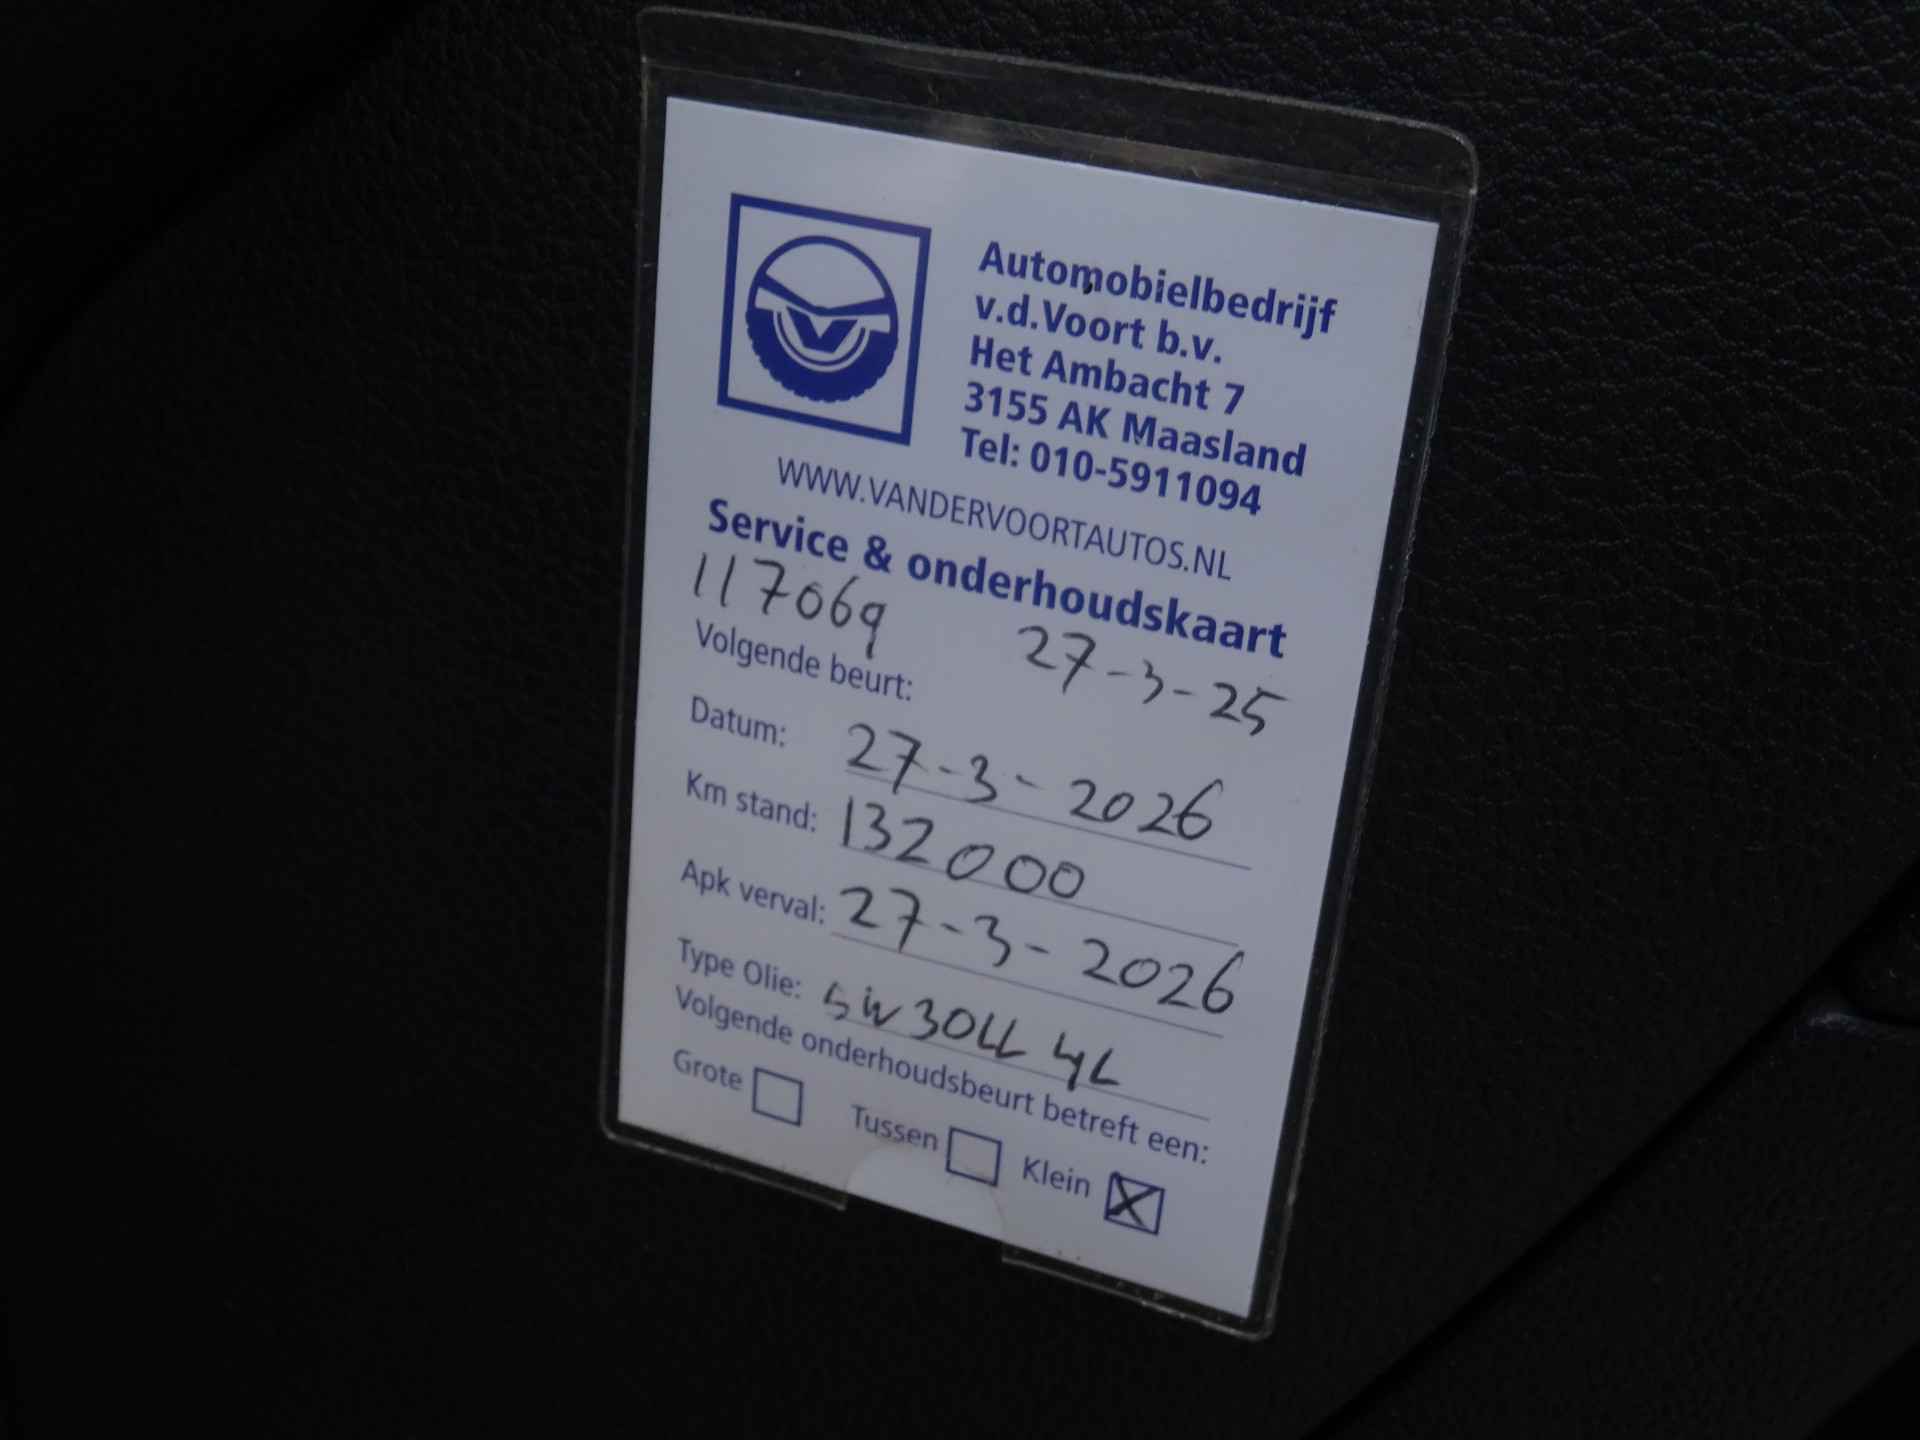 Automobielbedrijf
v.d.Voort b.v.
Het Ambacht 7
3155 AK Maasland
Tel: 010-5911094
WWW.VANDERVOORTAUTOS.NL
Service & onderhoudskaart
117069 27-3-25
Volgende beurt:
Datum: 27-3-2026
Km stand: 132000
Apk verval: 27-3-2026
Type Olie: 5W30LL 4L
Volgende onderhoudsbeurt betreft een:
Grote Tussen Klein X